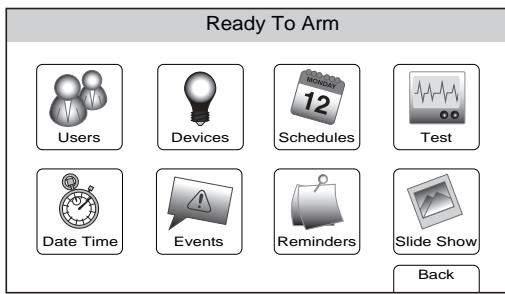 Ready To Arm
MONDAY
12
Users
Devices
Schedules
Test
Date Time
Events
Reminders
Slide Show
Back